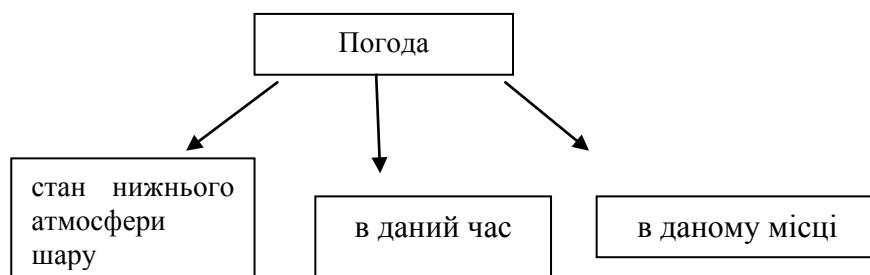 Погода
стан нижнього
атмосфери
шару
в даний час
в даному місці